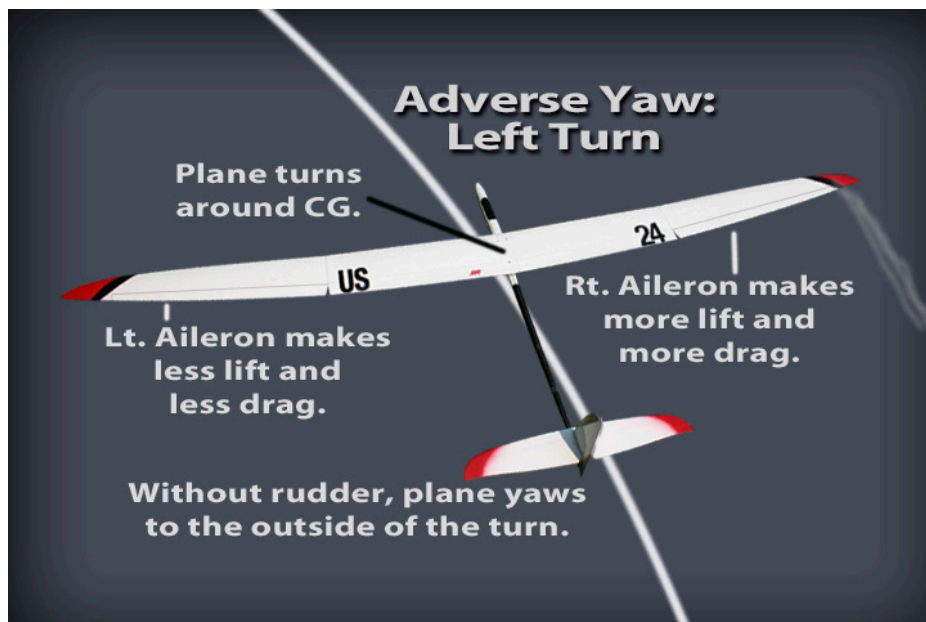 Adverse Yaw:
Left Turn
Plane turns
around CG.
24
US
Rt. Aileron makes
more lift and
more drag.
Lt. Aileron makes
less lift and
less drag.
Without rudder, plane yaws
to the outside of the turn.